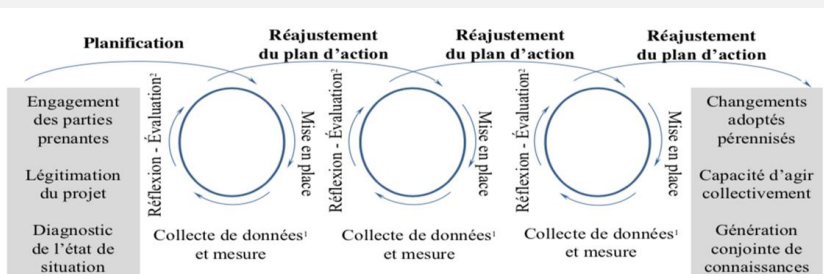 Planification
Réajustement
du plan d’action
Réajustement
du plan d’action
Réajustement
du plan d’action
Engagement
des parties
prenantes
Légitimation
du projet
Diagnostic
de l’état de
situation
Réflexion - Évaluation²
Mise en place
Collecte de données¹
et mesure
Réflexion - Évaluation²
Mise en place
Collecte de données¹
et mesure
Réflexion - Évaluation²
Mise en place
Collecte de données¹
et mesure
Changements
adoptés
pérennisés
Capacité d’agir
collectivement
Génération
conjointe de
connaissances